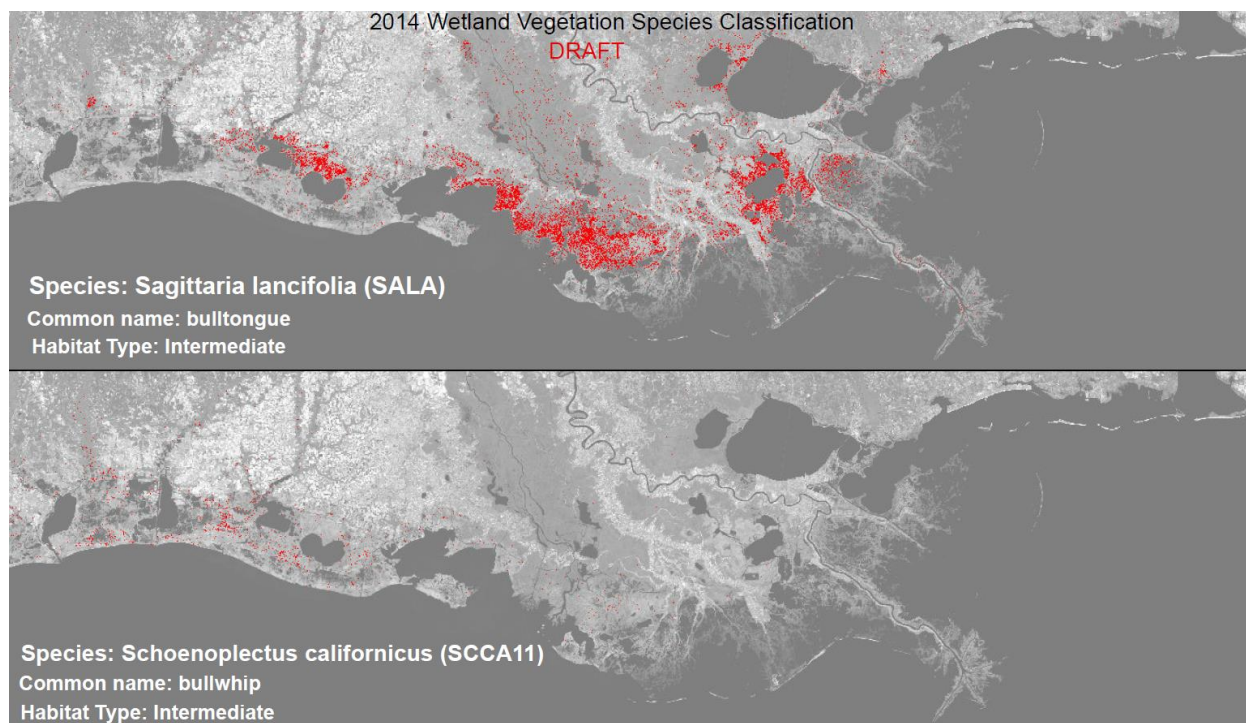 2014 Wetland Vegetation Species Classification
DRAFT
Species: Sagittaria lancifolia (SALA)
Common name: bulltongue
Habitat Type: Intermediate
Species: Schoenoplectus californicus (SCCA11)
Common name: bullwhip
Habitat Type: Intermediate